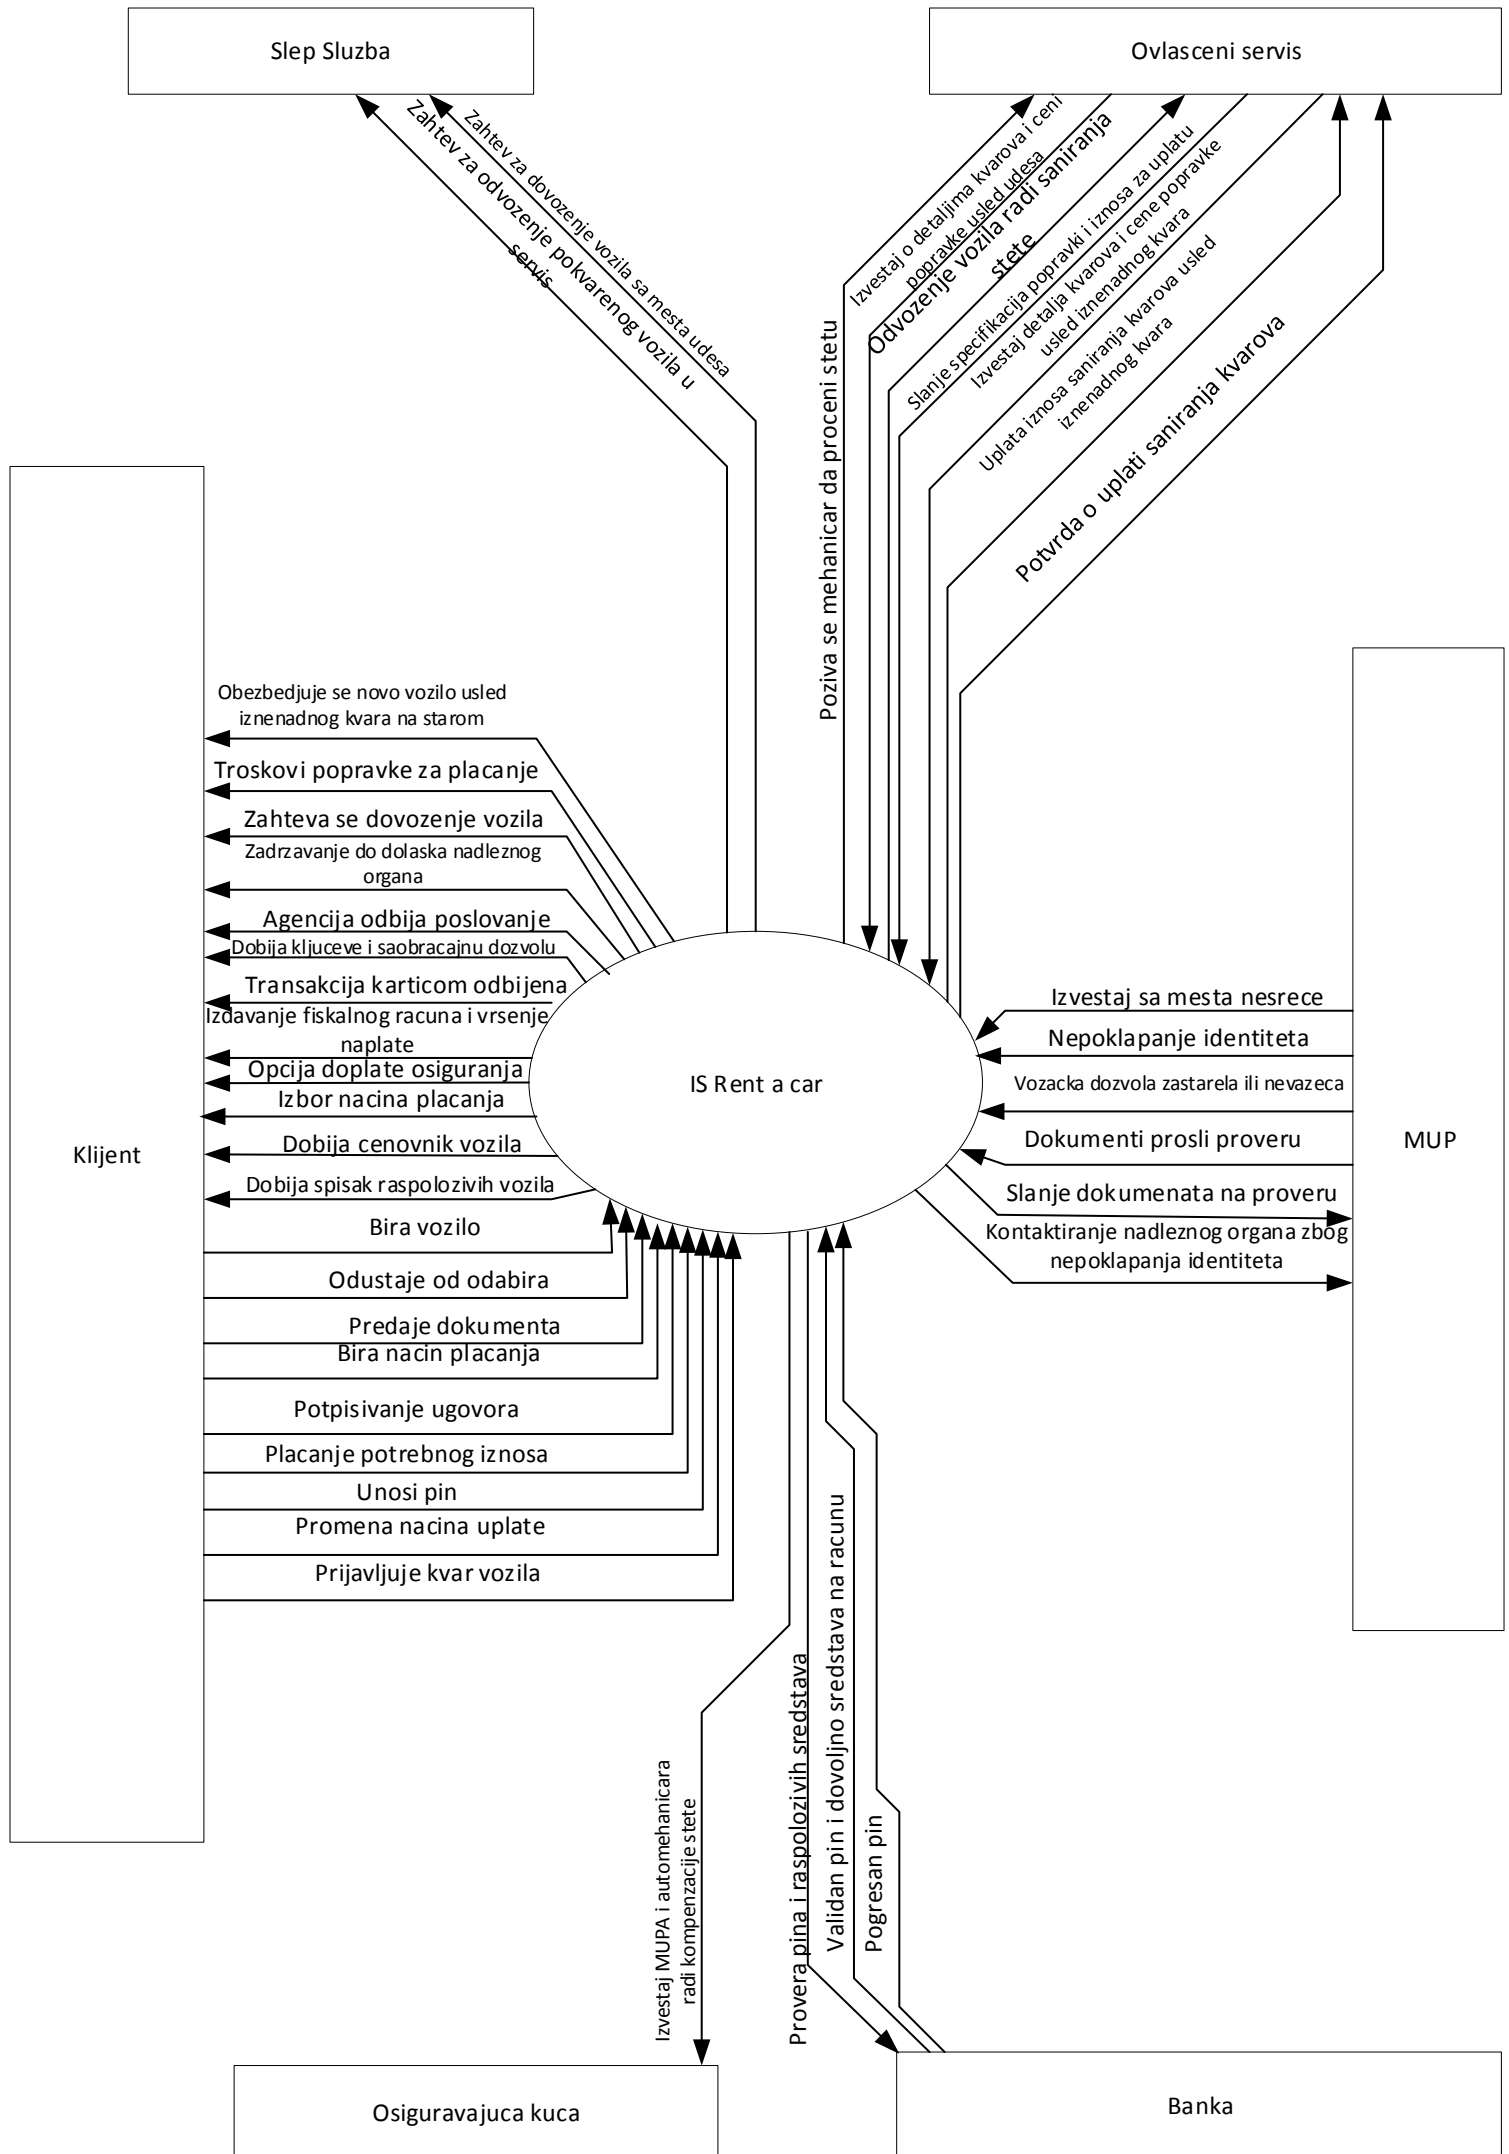 Slep Sluzba
Ovlasceni servis
Zahtev za dovozenje vozila sa mesta udesa
Zahtev za odvozenje pokvarenog vozila u
servis
Poziva se mehanicar da proceni stetu
Izvestaj o detaljima kvarova i ceni
popravke usled udesa
Odvozenje vozila radi saniranja
stete
Slanje specifikacija popravki i iznosa za uplatu
Izvestaj detalja kvarova i cene popravke
usled iznenadnog kvara
Uplata iznosa saniranja kvarova usled
iznenadnog kvara
Potvrda o uplati saniranja kvarova
Obezbedjuje se novo vozilo usled
iznenadnog kvara na starom
Troskovi popravke za placanje
Zahteva se dovozenje vozila
Zadrzavanje do dolaska nadleznog
organa
Agencija odbija poslovanje
Dobija kljuceve i saobracajnu dozvolu
Transakcija karticom odbijena
Izdavanje fiskalnog racuna i vrsenje
naplate
Opcija doplate osiguranja
Izbor nacina placanja
Dobija cenovnik vozila
Dobija spisak raspolozivih vozila
Klijent
IS Rent a car
Izvestaj sa mesta nesrece
Nepoklapanje identiteta
Vozacka dozvola zastarela ili nevazeca
Dokumenti prosli proveru
Slanje dokumenata na proveru
Kontaktiranje nadleznog organa zbog
nepoklapanja identiteta
MUP
Bira vozilo
Odustaje od odabira
Predaje dokumenta
Bira nacin placanja
Potpisivanje ugovora
Placanje potrebnog iznosa
Unosi pin
Promena nacina uplate
Prijavljuje kvar vozila
Izvestaj MUPA i automehanicara
radi kompenzacije stete
Provera pina i raspolozivih sredstava
Validan pin i dovoljno sredstava na racunu
Pogresan pin
Osiguravajuca kuca
Banka